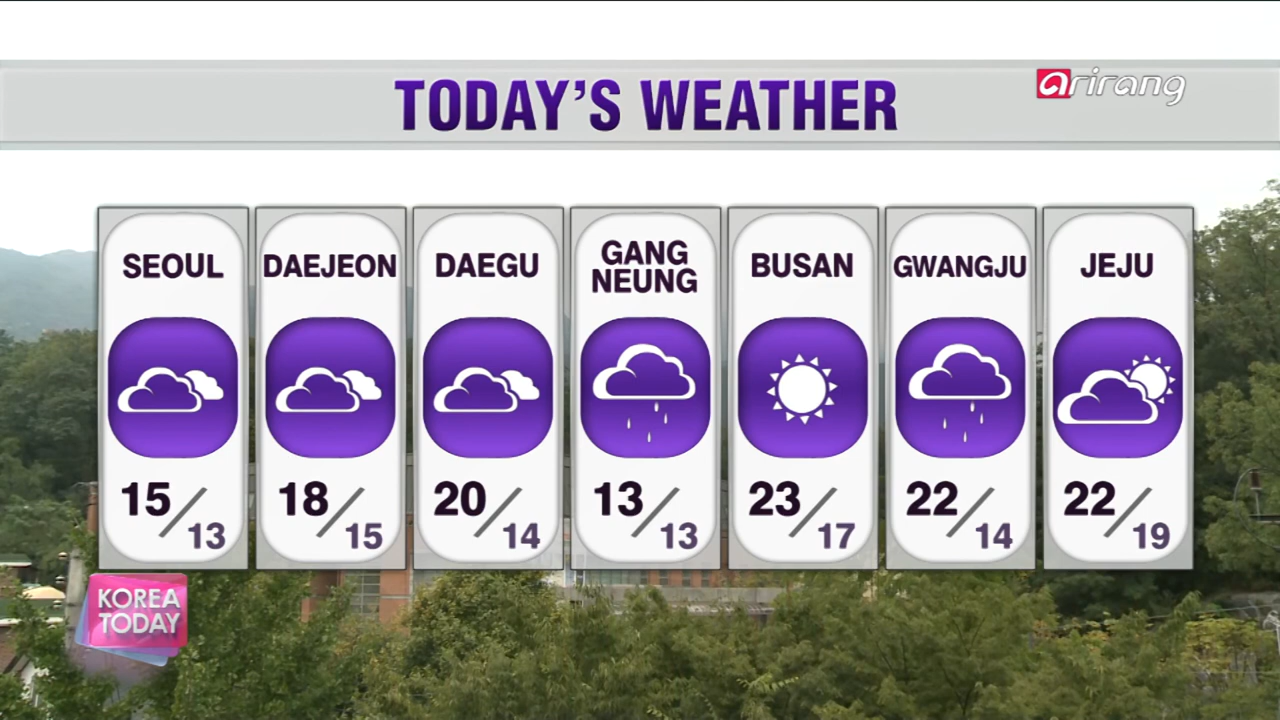 TODAY'S WEATHER
arirang
SEOUL
15/13
DAEJEON
18/15
DAEGU
20/14
GANG
NEUNG
13/13
BUSAN
23/17
GWANGJU
22/14
JEJU
22/19
KOREA
TODAY